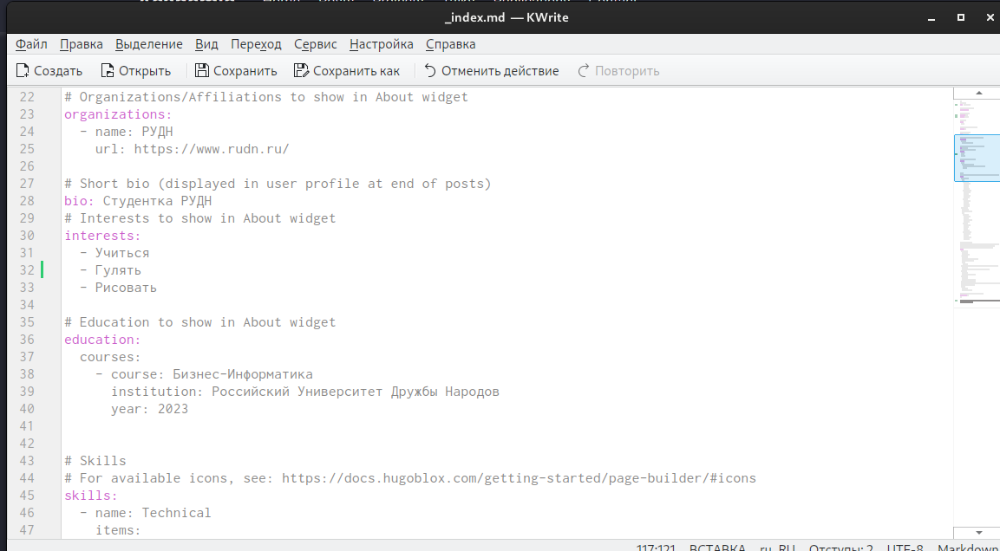 _index.md — KWrite
Файл Правка Выделение Вид Переход Сервис Настройка Справка
Создать Открыть Сохранить Сохранить как Отменить действие Повторить
22 # Organizations/Affiliations to show in About widget
23 organizations:
24 - name: РУДН
25 url: https://www.rudn.ru/
26
27 # Short bio (displayed in user profile at end of posts)
28 bio: Студентка РУДН
29 # Interests to show in About widget
30 interests:
31 - Учиться
32 - Гулять
33 - Рисовать
34
35 # Education to show in About widget
36 education:
37 courses:
38 - course: Бизнес-Информатика
39 institution: Российский Университет Дружбы Народов
40 year: 2023
41
42
43 # Skills
44 # For available icons, see: https://docs.hugoblox.com/getting-started/page-builder/#icons
45 skills:
46 - name: Technical
47 items:
117:121 ВСТАВКА ru_RU Отступы: 2 UTF-8 Markdown